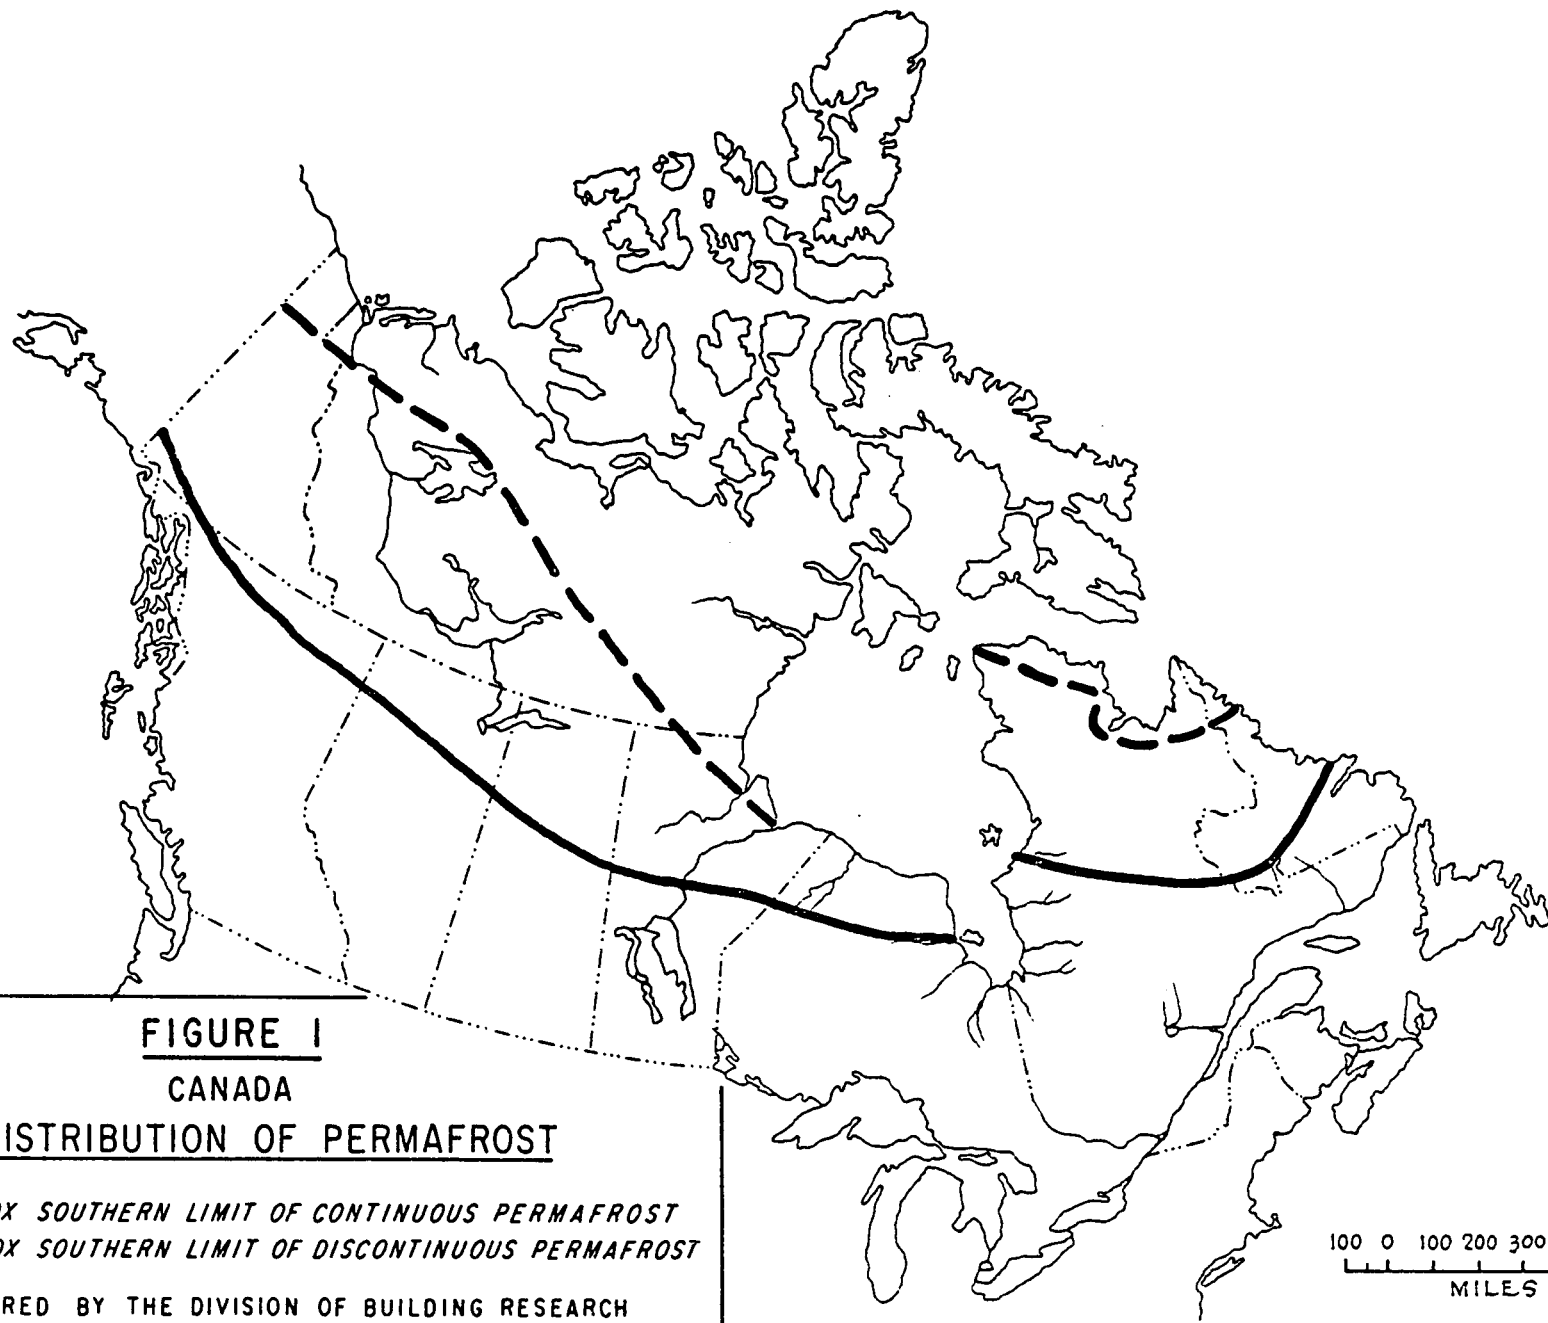 FIGURE 1
CANADA
ISTRIBUTION OF PERMAFROST
X SOUTHERN LIMIT OF CONTINUOUS PERMAFROST
OX SOUTHERN LIMIT OF DISCONTINUOUS PERMAFROST
RED BY THE DIVISION OF BUILDING RESEARCH
100 0 100 200 300
MILES